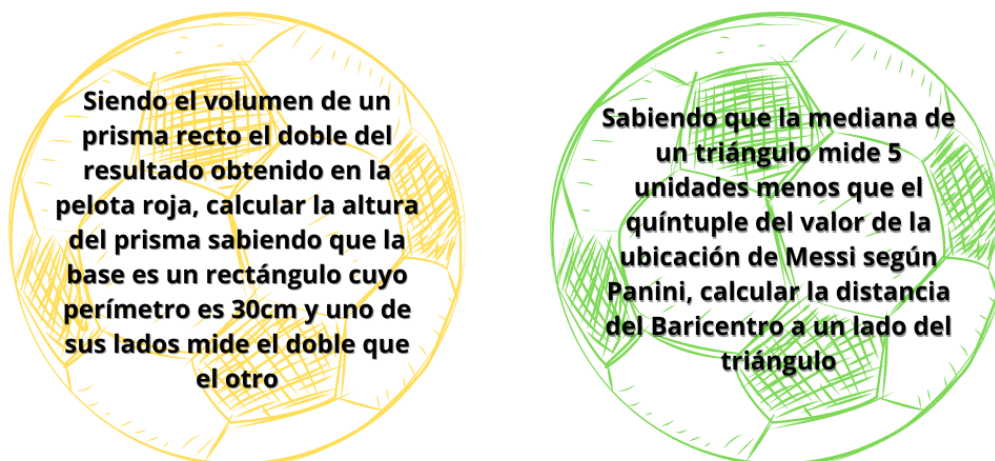 Siendo el volumen de un
prisma recto el doble del
resultado obtenido en la
pelota roja, calcular la altura
del prisma sabiendo que la
base es un rectángulo cuyo
perímetro es 30cm y uno de
sus lados mide el doble que
el otro
Sabiendo que la mediana de
un triángulo mide 5
unidades menos que el
quíntuple del valor de la
ubicación de Messi según
Panini, calcular la distancia
del Baricentro a un lado del
triángulo